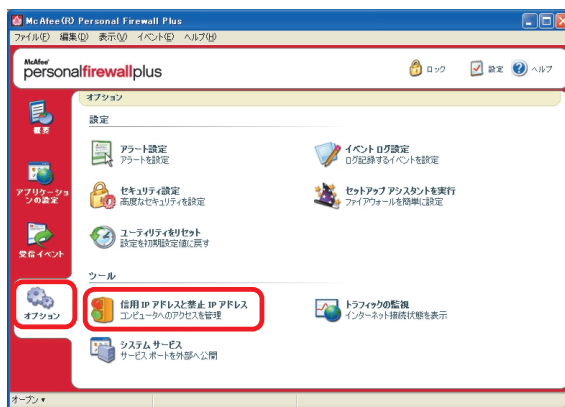 McAfee(R) Personal Firewall Plus
ファイル(F) 編集(D) 表示(V) イベント(E) ヘルプ(H)
McAfee
personalfirewallplus
ロック
設定
ヘルプ
オプション
概要
アプリケーションの設定
受信イベント
オプション
設定
アラート設定
アラートを設定
イベント ログ設定
ログ記録するイベントを設定
セキュリティ設定
高度なセキュリティを設定
セットアップ アシスタントを実行
ファイアウォールを簡単に設定
ユーティリティをリセット
設定を初期設定値に戻す
ツール
信用 IP アドレスと禁止 IP アドレス
コンピュータへのアクセスを管理
トラフィックの監視
インターネット接続状態を表示
システム サービス
サービス ポートを外部へ公開
オープン